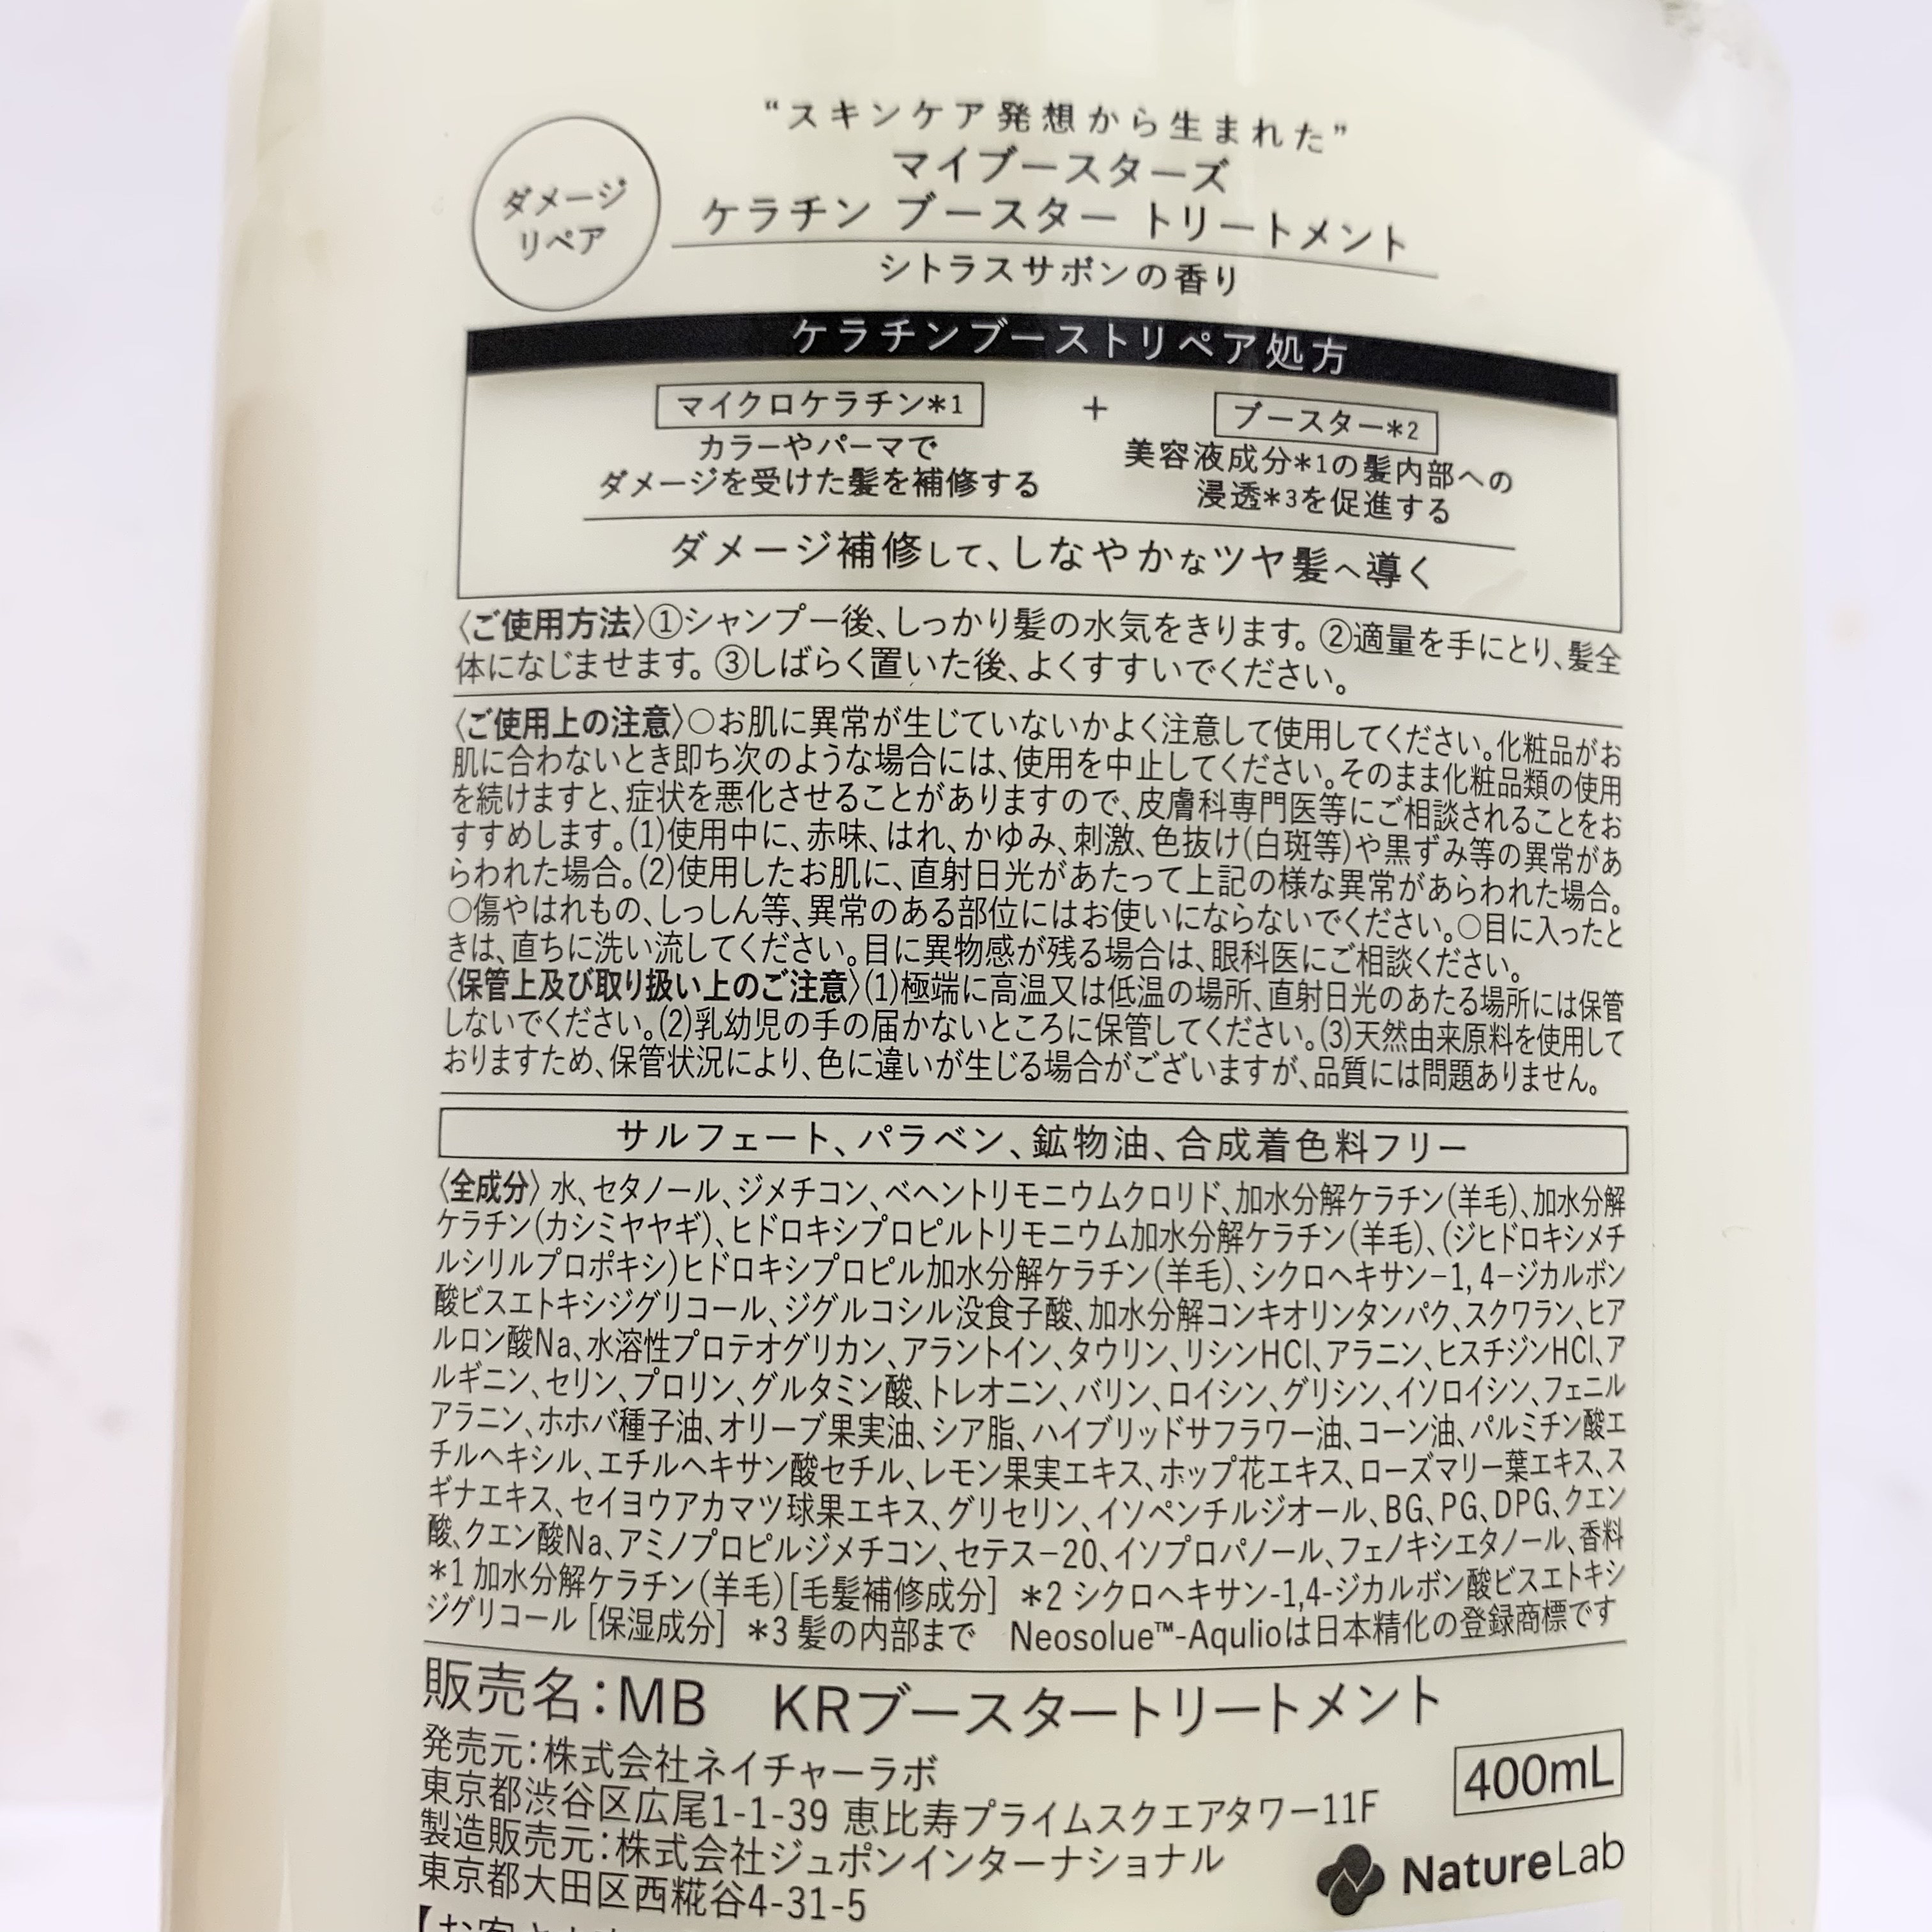 “スキンケア発想から生まれた”
マイブースターズ
ダメージ
リペア
ケラチン ブースター トリートメント
シトラスサボンの香り
ケラチンブーストリペア処方
マイクロケラチン*1
+
ブースター*2
カラーやパーマで
ダメージを受けた髪を補修する
美容液成分*1の髪内部への
浸透*3を促進する
ダメージ補修して、しなやかなツヤ髪へ導く
〈ご使用方法〉①シャンプー後、しっかり髪の水気をきります。②適量を手にとり、髪全
体になじませます。③しばらく置いた後、よくすすいでください。
〈ご使用上の注意〉○お肌に異常が生じていないかよく注意して使用してください。化粧品がお
肌に合わないとき即ち次のような場合には、使用を中止してください。そのまま化粧品類の使用
を続けますと、症状を悪化させることがありますので、皮膚科専門医等にご相談されることをお
すすめします。(1)使用中に、赤味、はれ、かゆみ、刺激、色抜け(白斑等)や黒ずみ等の異常があ
らわれた場合。(2)使用したお肌に、直射日光があたって上記の様な異常があらわれた場合。
○傷やはれもの、しっしん等、異常のある部位にはお使いにならないでください。○目に入ったと
きは、直ちに洗い流してください。目に異物感が残る場合は、眼科医にご相談ください。
〈保管上及び取り扱い上のご注意〉(1)極端に高温又は低温の場所、直射日光のあたる場所には保管
しないでください。(2)乳幼児の手の届かないところに保管してください。(3)天然由来原料を使用して
おりますため、保管状況により、色に違いが生じる場合がございますが、品質には問題ありません。
サルフェート、パラベン、鉱物油、合成着色料フリー
〈全成分〉水、セタノール、ジメチコン、ベヘントリモニウムクロリド、加水分解ケラチン(羊毛)、加水分解
ケラチン(カシミヤヤギ)、ヒドロキシプロピルトリモニウム加水分解ケラチン(羊毛)、(ジヒドロキシメチ
ルシリルプロポキシ)ヒドロキシプロピル加水分解ケラチン(羊毛)、シクロヘキサン-1,4-ジカルボン
酸ビスエトキシジグリコール、ジグルコシル没食子酸、加水分解コンキオリンタンパク、スクワラン、ヒア
ルロン酸Na、水溶性プロテオグリカン、アラントイン、タウリン、リシンHCl、アラニン、ヒスチジンHCl、ア
ルギニン、セリン、プロリン、グルタミン酸、トレオニン、バリン、ロイシン、グリシン、イソロイシン、フェニル
アラニン、ホホバ種子油、オリーブ果実油、シア脂、ハイブリッドサフラワー油、コーン油、パルミチン酸エ
チルヘキシル、エチルヘキサン酸セチル、レモン果実エキス、ホップ花エキス、ローズマリー葉エキス、ス
ギナエキス、セイヨウアカマツ球果エキス、グリセリン、イソペンチルジオール、BG、PG、DPG、クエン
酸、クエン酸Na、アミノプロピルジメチコン、セテス-20、イソプロパノール、フェノキシエタノール、香料
*1 加水分解ケラチン(羊毛)[毛髪補修成分] *2 シクロヘキサン-1,4-ジカルボン酸ビスエトキシ
ジグリコール [保湿成分] *3 髪の内部まで Neosolue™-Aqulioは日本精化の登録商標です
販売名:MB KRブースタートリートメント
発売元:株式会社ネイチャーラボ
東京都渋谷区広尾1-1-39 恵比寿プライムスクエアタワー11F
400mL
製造販売元:株式会社ジュポンインターナショナル
東京都大田区西糀谷4-31-5
NatureLab